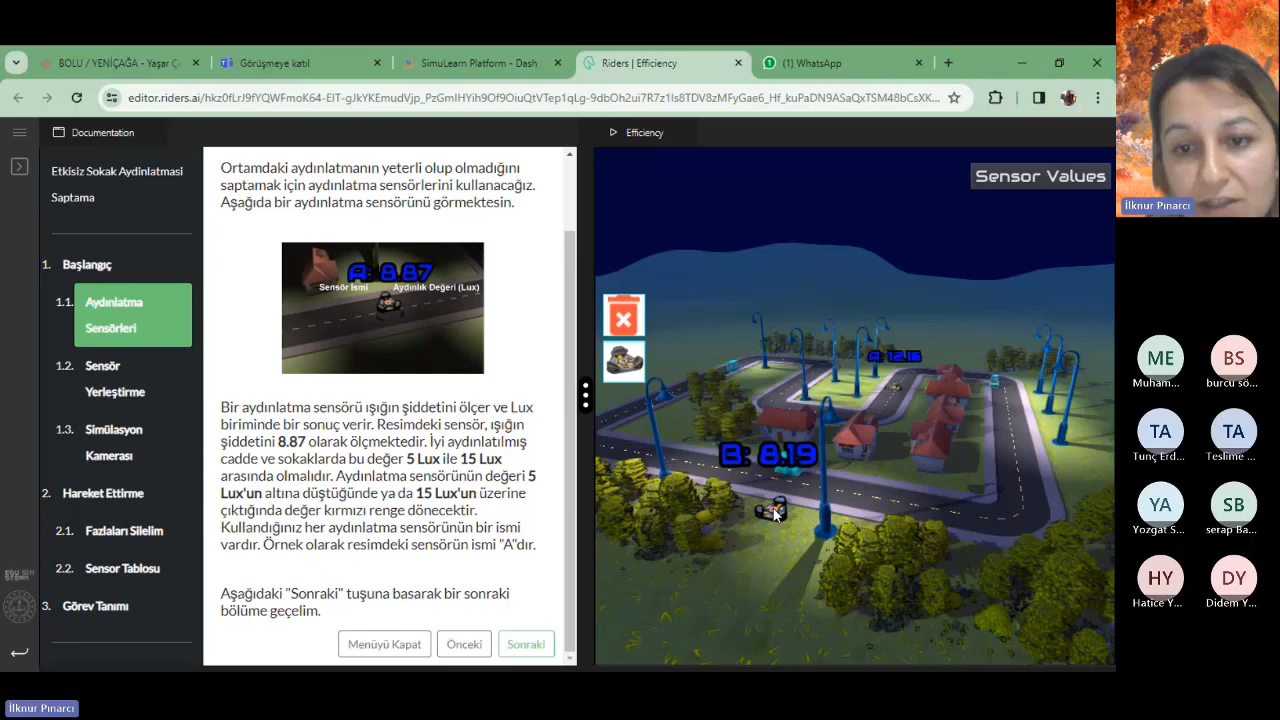 BOLU / YENİÇAĞA - Yaşar Ç
Görüşmeye katıl
SimuLearn Platform - Dash
Riders | Efficiency
(1) WhatsApp
Documentation
Efficiency
Etkisiz Sokak Aydinlatmasi
Saptama
1. Başlangıç
1.1. Aydınlatma
Sensörleri
1.2. Sensör
Yerleştirme
1.3. Simülasyon
Kamerası
2. Hareket Ettirme
2.1. Fazlaları Silelim
2.2. Sensor Tablosu
3. Görev Tanımı
Ortamdaki aydınlatmanın yeterli olup olmadığını
saptamak için aydınlatma sensörlerini kullanacağız.
Aşağıda bir aydınlatma sensörünü görmektesin.
A: 8.87
Sensör İsmi Aydınlık Değeri (Lux)
Bir aydınlatma sensörü ışığın şiddetini ölçer ve Lux
biriminde bir sonuç verir. Resimdeki sensör, ışığın
şiddetini 8.87 olarak ölçmektedir. İyi aydınlatılmış
cadde ve sokaklarda bu değer 5 Lux ile 15 Lux
arasında olmalıdır. Aydınlatma sensörünün değeri 5
Lux'un altına düştüğünde ya da 15 Lux'un üzerine
çıktığında değer kırmızı renge dönecektir.
Kullandığınız her aydınlatma sensörünün bir ismi
vardır. Örnek olarak resimdeki sensörün ismi "A"dır.
Aşağıdaki "Sonraki" tuşuna basarak bir sonraki
bölüme geçelim.
Menüyü Kapat
Önceki
Sonraki
Sensor Values
A: 12.16
B: 8.19
İlknur Pınarcı
ME
Muham...
BS
burcu sö...
TA
Tunç Erd...
TA
Teslime ...
YA
Yozgat S...
SB
serap Ba...
HY
Hatice Y...
DY
Didem Y...
İlknur Pınarcı